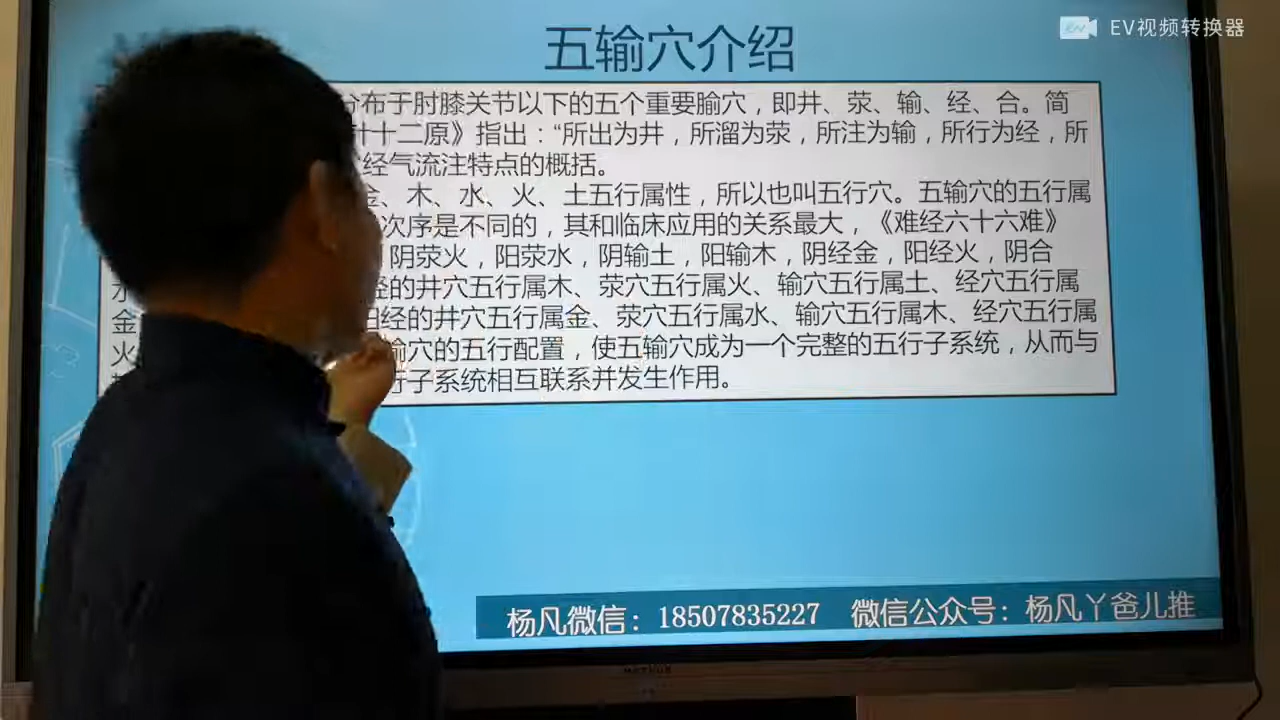 EV视频转换器
五输穴介绍
分布于肘膝关节以下的五个重要腧穴，即井、荥、输、经、合。简
十二原》指出：“所出为井，所溜为荥，所注为输，所行为经，所
经气流注特点的概括。
金、木、水、火、土五行属性，所以也叫五行穴。五输穴的五行属
次序是不同的，其和临床应用的关系最大，《难经六十六难》
阴荥火，阳荥水，阴输土，阳输木，阴经金，阳经火，阴合
的井穴五行属木、荥穴五行属火、输穴五行属土、经穴五行属
金 经的井穴五行属金、荥穴五行属水、输穴五行属木、经穴五行属
火 输穴的五行配置，使五输穴成为一个完整的五行子系统，从而与
行子系统相互联系并发生作用。
杨凡微信：18507835227 微信公众号：杨凡丫爸儿推